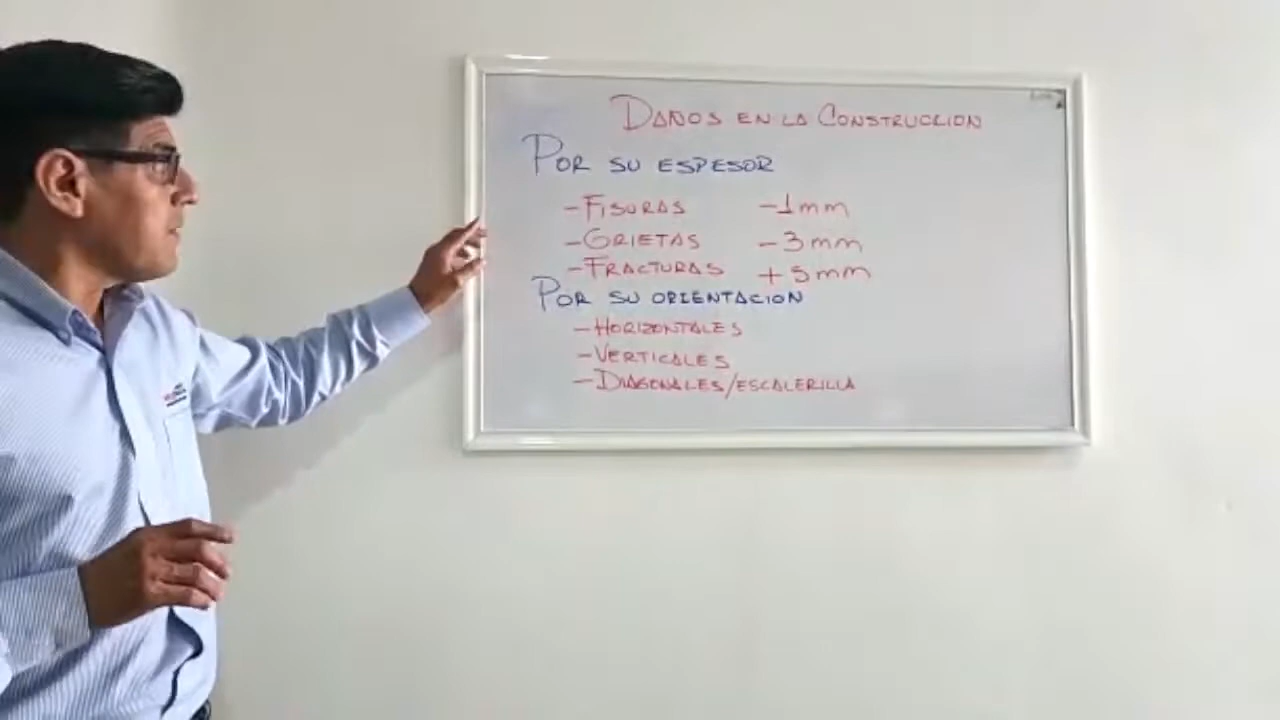 DAÑOS EN LA CONSTRUCCION
POR SU ESPESOR
- FISURAS -1mm
- GRIETAS -3mm
- FRACTURAS +5mm
POR SU ORIENTACION
- HORIZONTALES
- VERTICALES
- DIAGONALES/ESCALERILLA